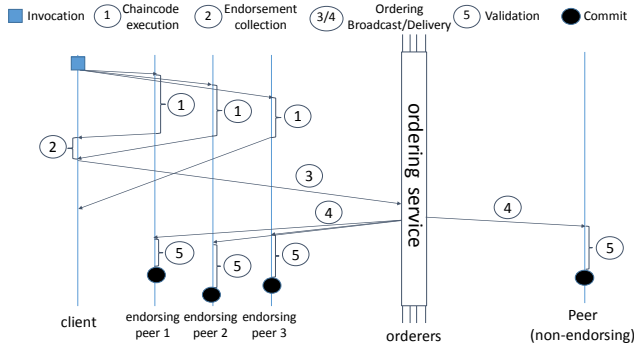 Invocation
1
Chaincode
execution
2
Endorsement
collection
3/4
Ordering
Broadcast/Delivery
5
Validation
Commit
1
1
1
2
3
4
4
5
5
5
5
ordering service
client
endorsing
peer 1
endorsing
peer 2
endorsing
peer 3
orderers
Peer
(non-endorsing)